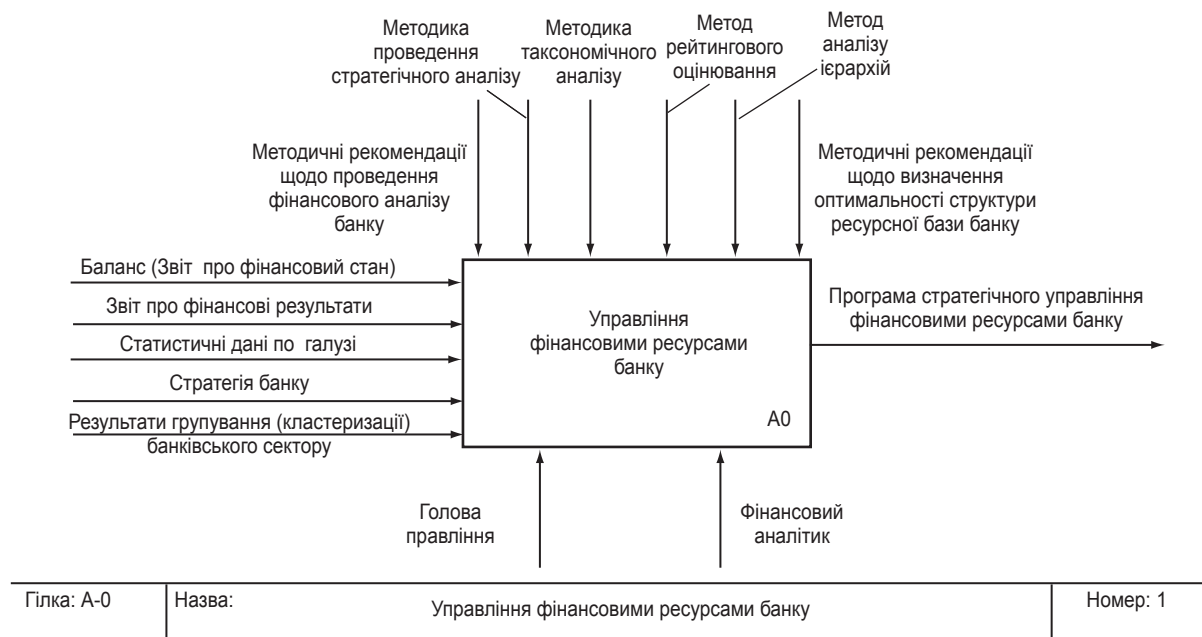 Методика
проведення
стратегічного аналізу
Методика
таксономічного
аналізу
Метод
рейтингового
оцінювання
Метод
аналізу
ієрархій
Методичні рекомендації
щодо проведення
фінансового аналізу
банку
Методичні рекомендації
щодо визначення
оптимальності структури
ресурсної бази банку
Баланс (Звіт про фінансовий стан)
Звіт про фінансові результати
Статистичні дані по галузі
Стратегія банку
Результати групування (кластеризації)
банківського сектору
Управління
фінансовими ресурсами
банку
А0
Програма стратегічного управління
фінансовими ресурсами банку
Голова
правління
Фінансовий
аналітик
Гілка: А-0
Назва:
Управління фінансовими ресурсами банку
Номер: 1